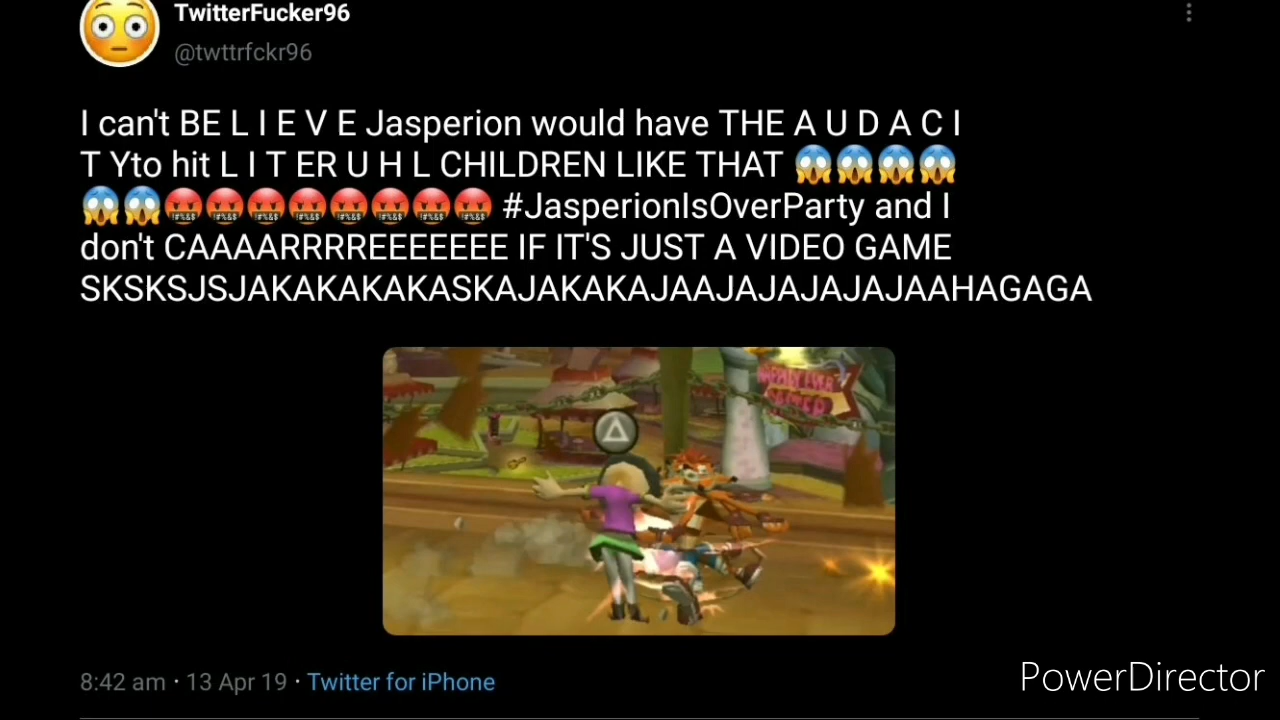 TwitterFucker96
@twttrfckr96
I can't BE L I E V E Jasperion would have THE A U D A C I
T Yto hit L I T ER U H L CHILDREN LIKE THAT 😱😱😱😱
😱😱🤬🤬🤬🤬🤬🤬🤬🤬 #JasperionIsOverParty and I
don't CAAAARRRREEEEEEE IF IT'S JUST A VIDEO GAME
SKSKSJSJAKAKAKAKASKAJAKAKAJAAJAJAJAJAJAAHAGAGA
8:42 am · 13 Apr 19 · Twitter for iPhone
PowerDirector